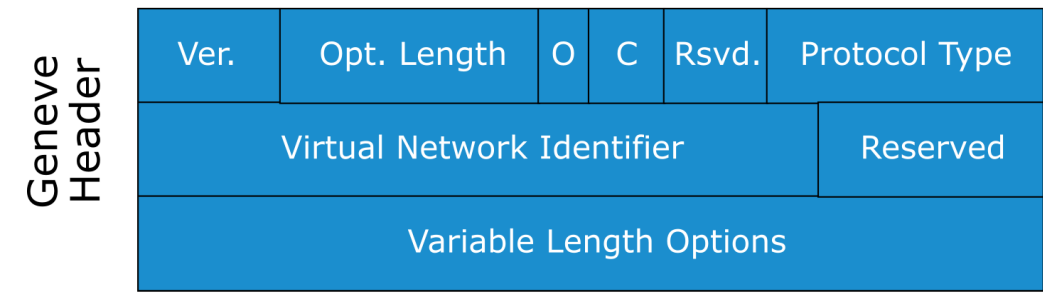 Geneve
Header
Ver. Opt. Length O C Rsvd. Protocol Type
Virtual Network Identifier Reserved
Variable Length Options